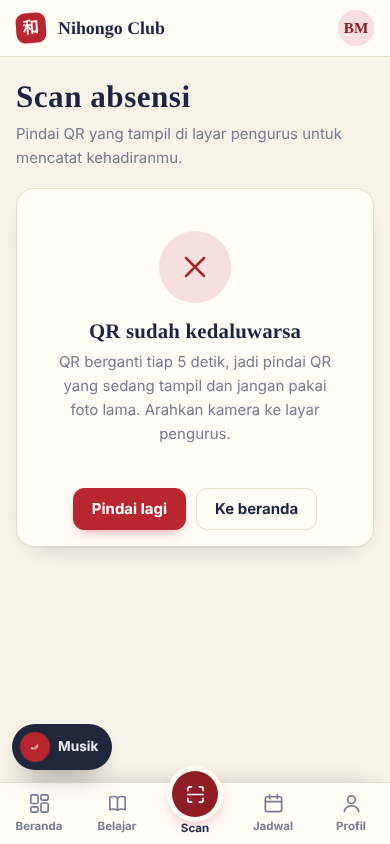 和 Nihongo Club BM
Scan absensi
Pindai QR yang tampil di layar pengurus untuk
mencatat kehadiranmu.
QR sudah kedaluwarsa
QR berganti tiap 5 detik, jadi pindai QR
yang sedang tampil dan jangan pakai
foto lama. Arahkan kamera ke layar
pengurus.
Pindai lagi Ke beranda
Musik
Beranda Belajar Scan Jadwal Profil